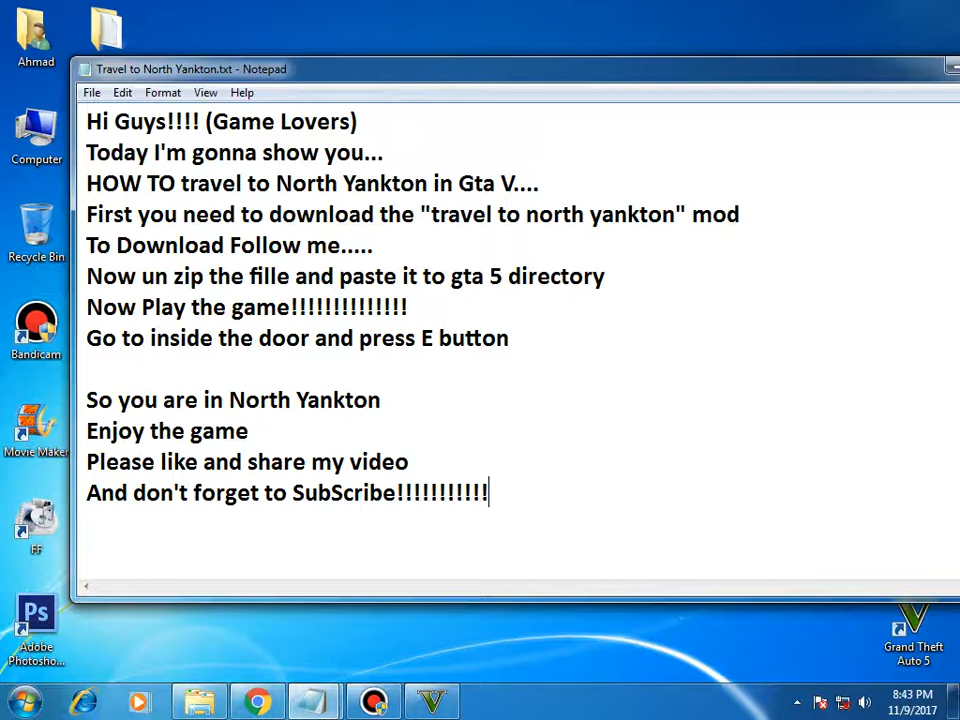 Ahmad
Travel to North Yankton.txt - Notepad
File Edit Format View Help
Hi Guys!!!! (Game Lovers)
Today I'm gonna show you...
HOW TO travel to North Yankton in Gta V....
First you need to download the "travel to north yankton" mod
To Download Follow me.....
Now un zip the fille and paste it to gta 5 directory
Now Play the game!!!!!!!!!!!!!!
Go to inside the door and press E button
So you are in North Yankton
Enjoy the game
Please like and share my video
And don't forget to SubScribe!!!!!!!!!!!
Computer
Recycle Bin
Bandicam
Movie Maker
FF
Ps
Adobe
Photosho...
Grand Theft
Auto 5
8:43 PM
11/9/2017